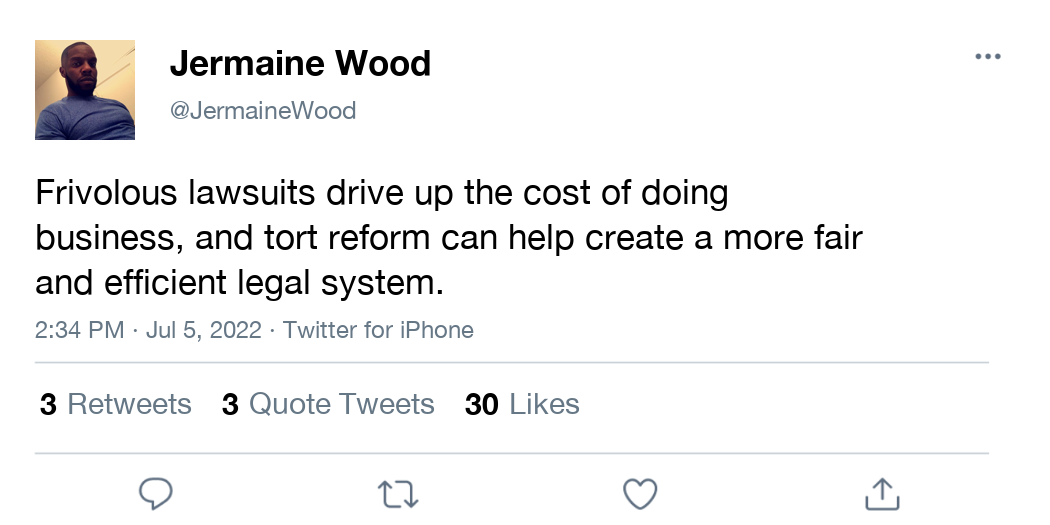 Jermaine Wood
@JermaineWood
Frivolous lawsuits drive up the cost of doing
business, and tort reform can help create a more fair
and efficient legal system.
2:34 PM · Jul 5, 2022 · Twitter for iPhone
3 Retweets 3 Quote Tweets 30 Likes